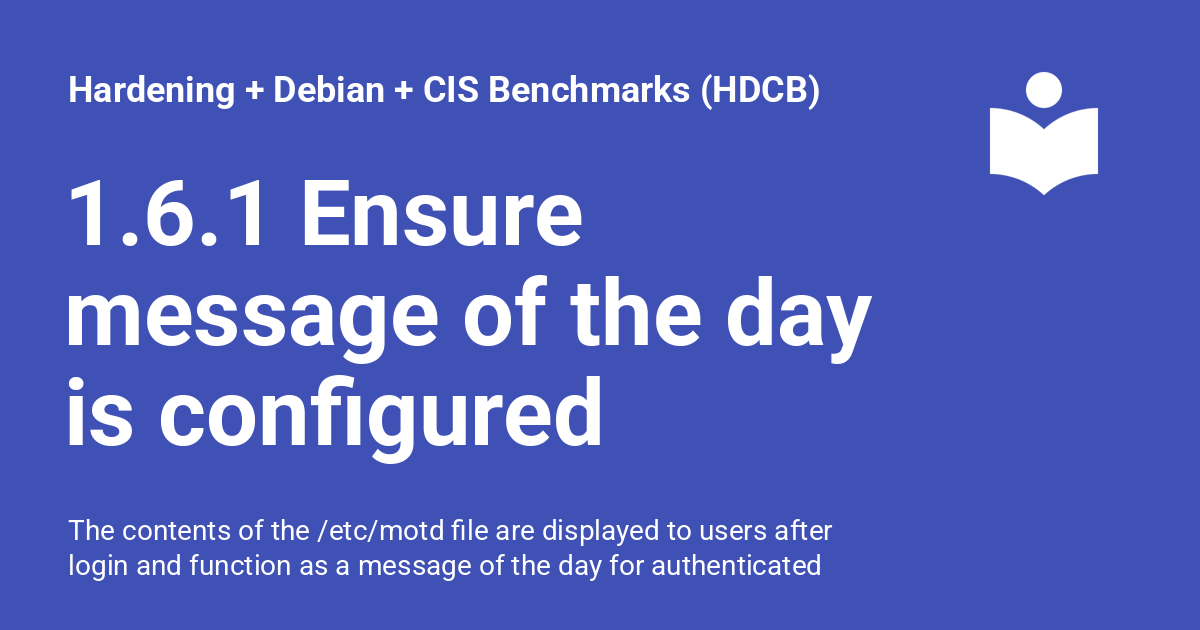 Hardening + Debian + CIS Benchmarks (HDCB)
1.6.1 Ensure
message of the day
is configured
The contents of the /etc/motd file are displayed to users after
login and function as a message of the day for authenticated